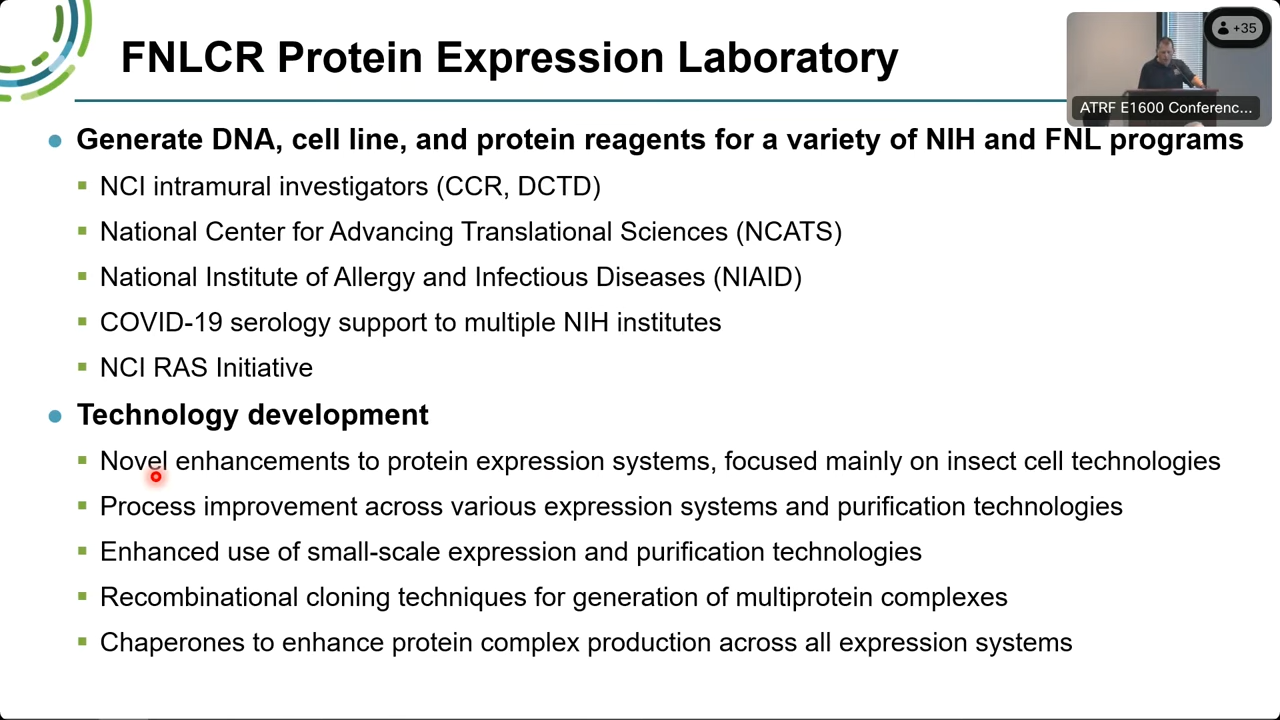 FNLCR Protein Expression Laboratory
+35
ATRF E1600 Conferenc...
Generate DNA, cell line, and protein reagents for a variety of NIH and FNL programs
NCI intramural investigators (CCR, DCTD)
National Center for Advancing Translational Sciences (NCATS)
National Institute of Allergy and Infectious Diseases (NIAID)
COVID-19 serology support to multiple NIH institutes
NCI RAS Initiative
Technology development
Novel enhancements to protein expression systems, focused mainly on insect cell technologies
Process improvement across various expression systems and purification technologies
Enhanced use of small-scale expression and purification technologies
Recombinational cloning techniques for generation of multiprotein complexes
Chaperones to enhance protein complex production across all expression systems